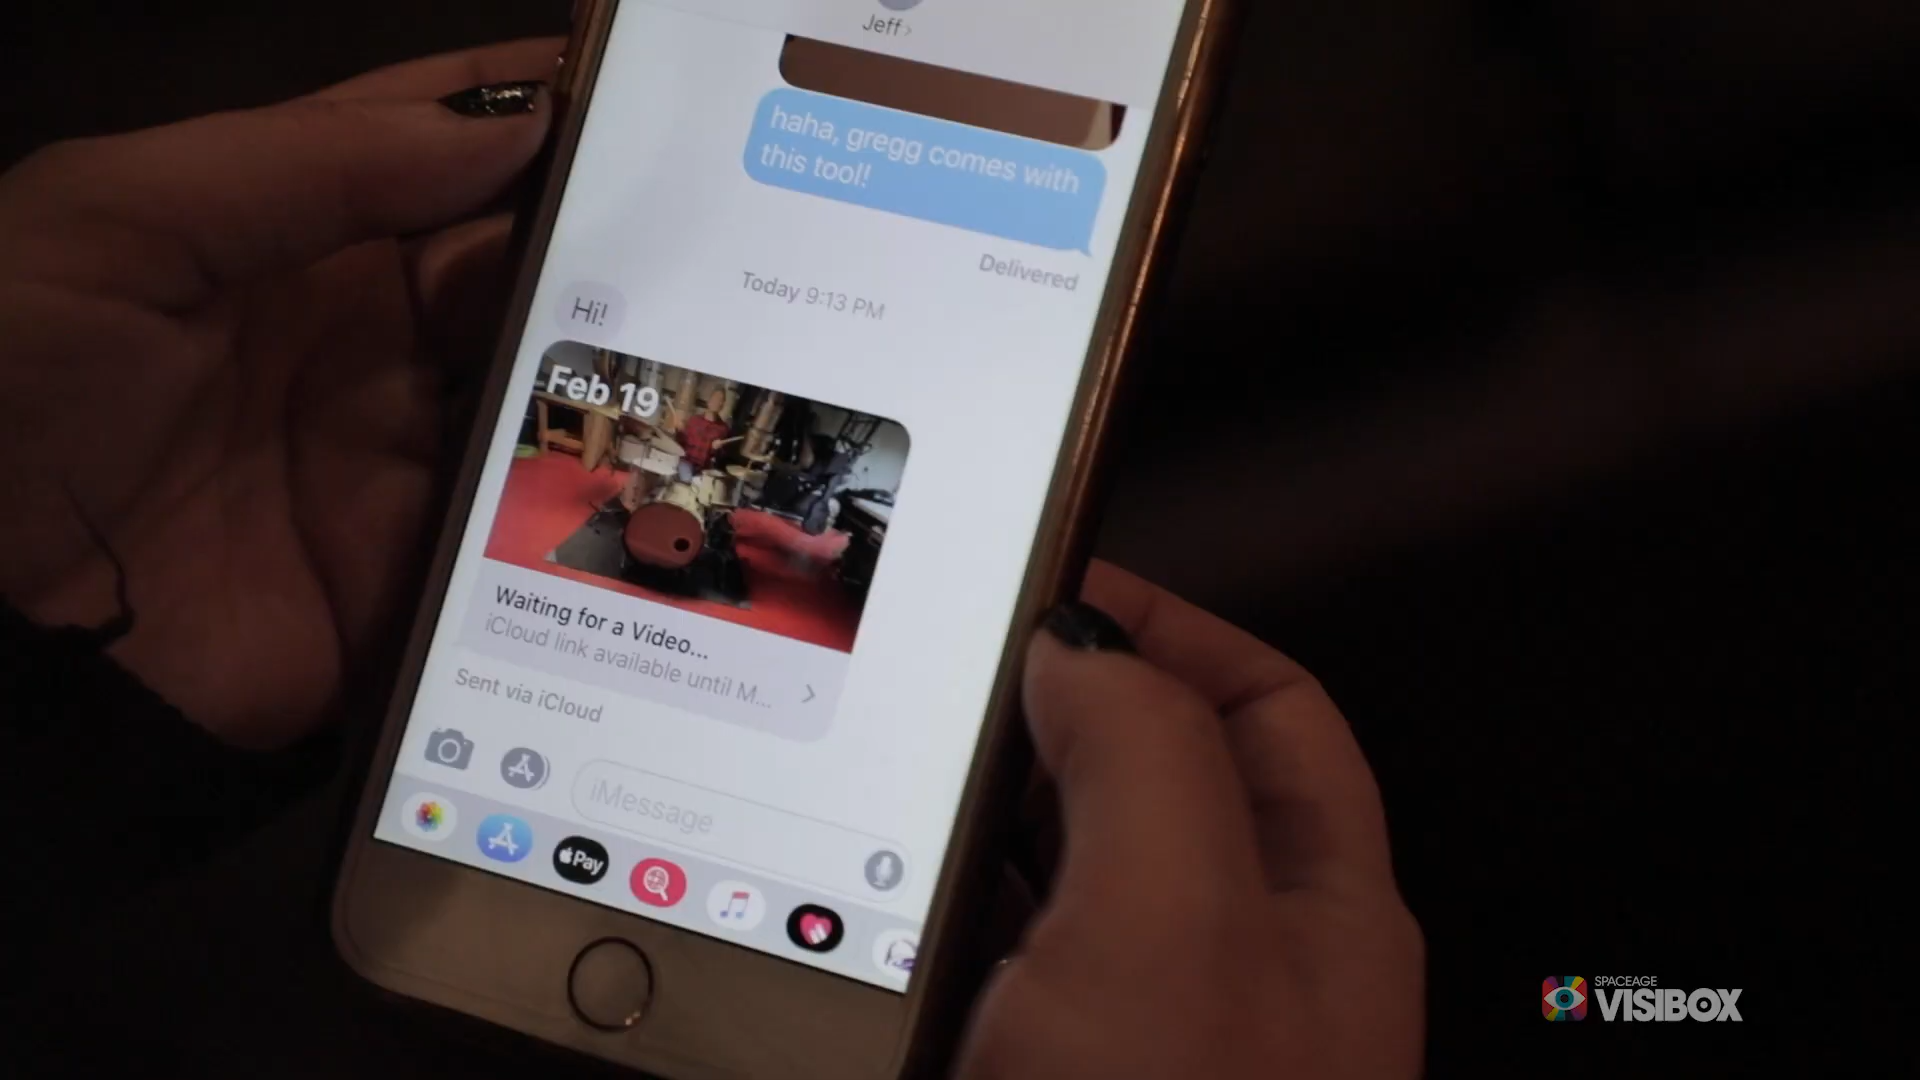 Jeff
haha, gregg comes with
this tool!
Delivered
Today 9:13 PM
Hi!
Feb 19
Waiting for a Video...
iCloud link available until M...
Sent via iCloud
iMessage
Pay
SPACEAGE
VISIBOX